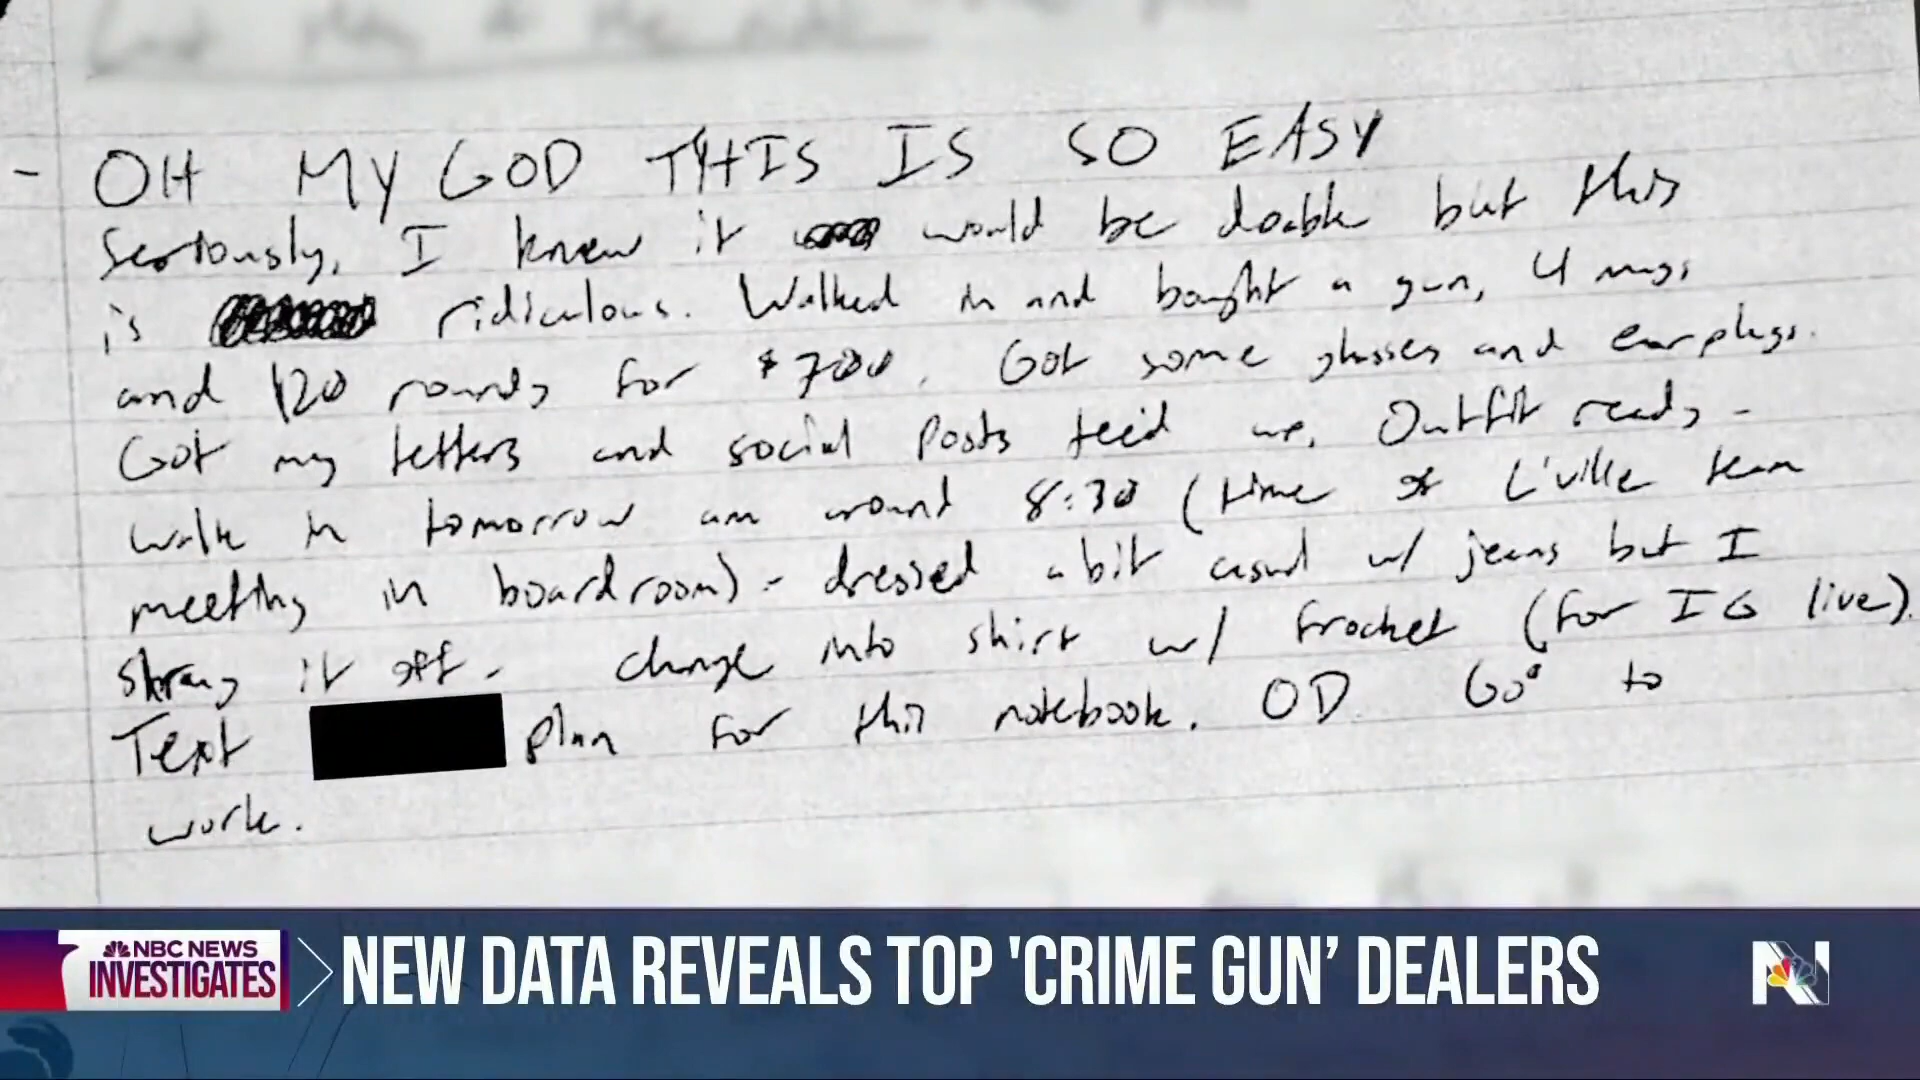 - OH MY GOD THIS IS SO EASY
Seriously, I knew it would be doable but this
is ridiculous. Walked in and bought a gun, 4 mags
and 120 rounds for $700. Got some glasses and earplugs.
Got my letters and social posts teed up. Outfit ready -
walk in tomorrow am around 8:30 (time of L'ville team
meeting in boardroom) - dressed a bit casual w/ jeans but I
strang it off. change into shirt w/ frocket (for IG live).
Text plan for this notebook. OD Go to
work.
NBC NEWS
INVESTIGATES
NEW DATA REVEALS TOP 'CRIME GUN' DEALERS